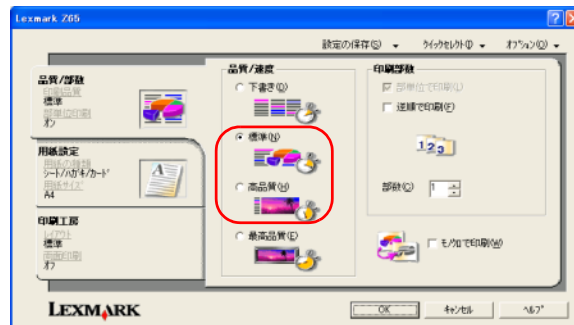 Lexmark Z65
設定の保存(S) クイックセレクト(I) オプション(O)
品質/部数
印刷品質
標準
部単位印刷
オフ
用紙設定
用紙の種類
シート/ハガキ/カード
用紙サイズ
A4
印刷工房
レイアウト
標準
両面印刷
オフ
品質/速度
下書き(D)
標準(N)
高品質(H)
最高品質(E)
印刷部数
部単位で印刷(L)
逆順で印刷(F)
1 2 3
部数(C) 1
モノクロで印刷(W)
LEXMARK
OK キャンセル ヘルプ